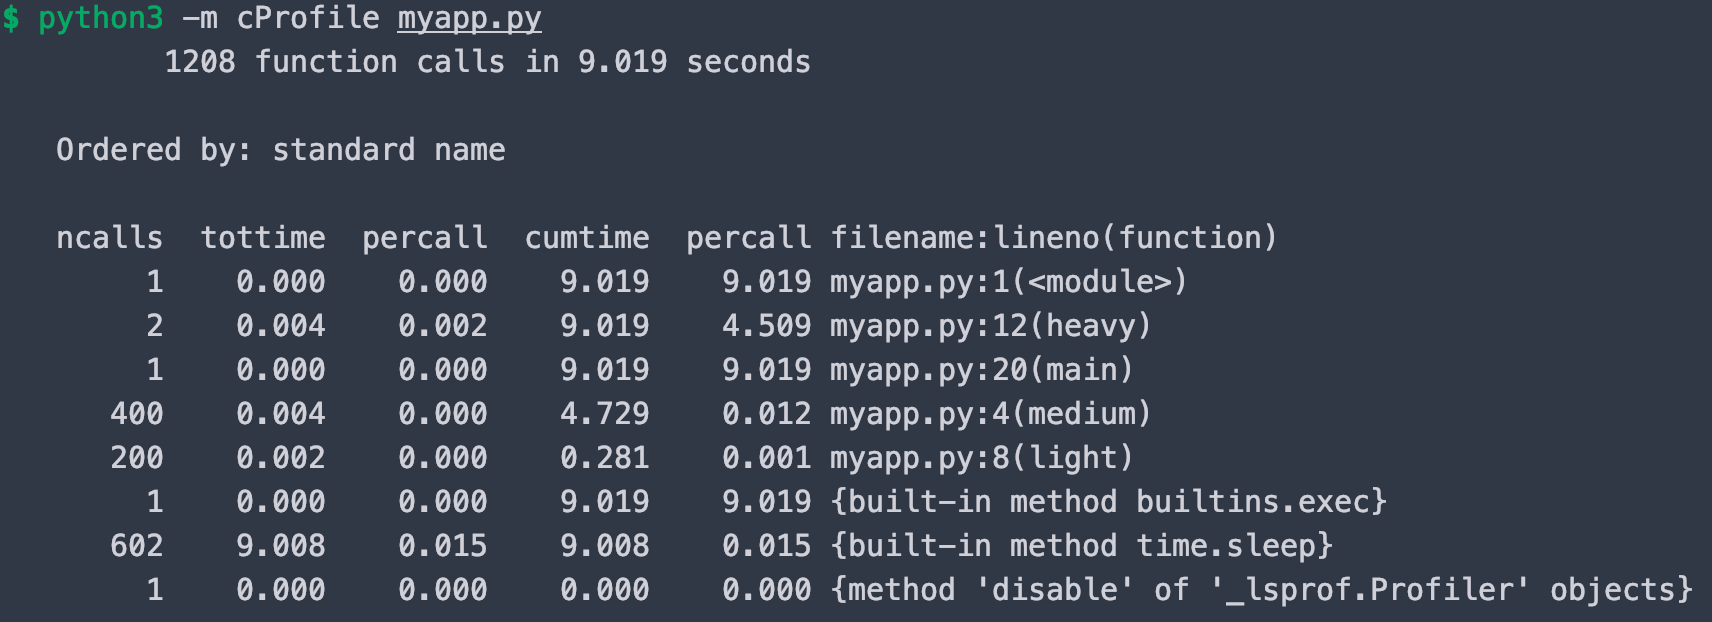 $ python3 -m cProfile myapp.py
1208 function calls in 9.019 seconds
Ordered by: standard name
ncalls  tottime  percall  cumtime  percall filename:lineno(function)
1    0.000    0.000    9.019    9.019 myapp.py:1(<module>)
2    0.004    0.002    9.019    4.509 myapp.py:12(heavy)
1    0.000    0.000    9.019    9.019 myapp.py:20(main)
400    0.004    0.000    4.729    0.012 myapp.py:4(medium)
200    0.002    0.000    0.281    0.001 myapp.py:8(light)
1    0.000    0.000    9.019    9.019 {built-in method builtins.exec}
602    9.008    0.015    9.008    0.015 {built-in method time.sleep}
1    0.000    0.000    0.000    0.000 {method 'disable' of '_lsprof.Profiler' objects}